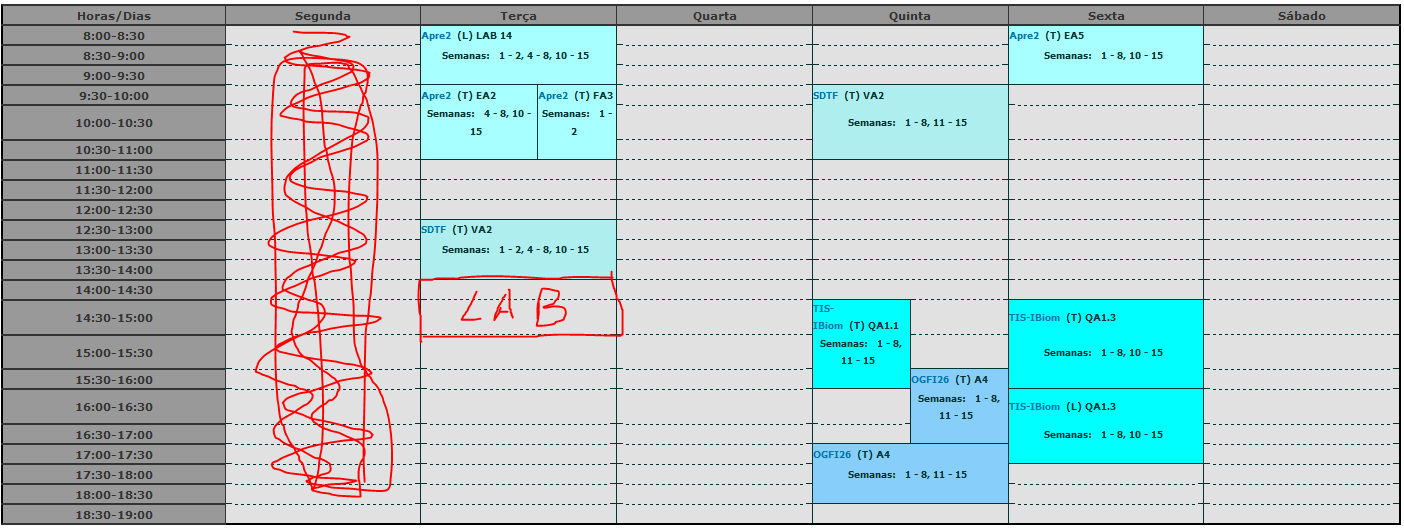 Horas/Dias Segunda Terça Quarta Quinta Sexta Sábado
8:00-8:30
8:30-9:00
9:00-9:30
9:30-10:00
10:00-10:30
10:30-11:00
11:00-11:30
11:30-12:00
12:00-12:30
12:30-13:00
13:00-13:30
13:30-14:00
14:00-14:30
14:30-15:00
15:00-15:30
15:30-16:00
16:00-16:30
16:30-17:00
17:00-17:30
17:30-18:00
18:00-18:30
18:30-19:00
Apre2 (L) LAB 14
Semanas: 1 - 2, 4 - 8, 10 - 15
Apre2 (T) EA2
Semanas: 4 - 8, 10 -
15
Apre2 (T) FA3
Semanas: 1 -
2
SDTF (T) VA2
Semanas: 1 - 2, 4 - 8, 10 - 15
LAB
SDTF (T) VA2
Semanas: 1 - 8, 11 - 15
TIS-
IBiom (T) QA1.1
Semanas: 1 - 8,
11 - 15
OGFI26 (T) A4
Semanas: 1 - 8,
11 - 15
OGFI26 (T) A4
Semanas: 1 - 8, 11 - 15
Apre2 (T) EA5
Semanas: 1 - 8, 10 - 15
TIS-IBiom (T) QA1.3
Semanas: 1 - 8, 10 - 15
TIS-IBiom (L) QA1.3
Semanas: 1 - 8, 10 - 15